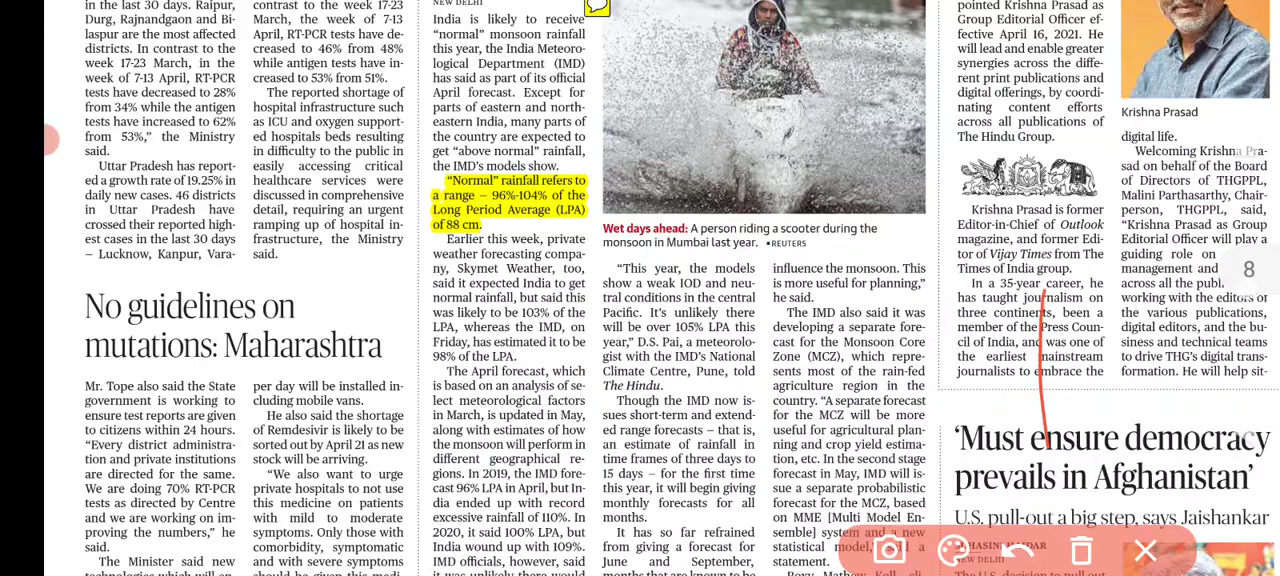 in the last 30 days. Raipur,
Durg, Rajnandgaon and Bi-
laspur are the most affected
districts. In contrast to the
week 17-23 March, in the
week of 7-13 April, RT-PCR
tests have decreased to 28%
from 34% while the antigen
tests have increased to 62%
from 53%,” the Ministry
said.
Uttar Pradesh has report-
ed a growth rate of 19.25% in
daily new cases. 46 districts
in Uttar Pradesh have
crossed their reported high-
est cases in the last 30 days
– Lucknow, Kanpur, Vara-
contrast to the week 17-23
March, the week of 7-13
April, RT-PCR tests have de-
creased to 46% from 48%
while antigen tests have in-
creased to 53% from 51%.
The reported shortage of
hospital infrastructure such
as ICU and oxygen support-
ed hospitals beds resulting
in difficulty to the public in
easily accessing critical
healthcare services were
discussed in comprehensive
detail, requiring an urgent
ramping up of hospital in-
frastructure, the Ministry
said.
No guidelines on
mutations: Maharashtra
Mr. Tope also said the State
government is working to
ensure test reports are given
to citizens within 24 hours.
“Every district administra-
tion and private institutions
are directed for the same.
We are doing 70% RT-PCR
tests as directed by Centre
and we are working on im-
proving the numbers,” he
said.
The Minister said new
per day will be installed in-
cluding mobile vans.
He also said the shortage
of Remdesivir is likely to be
sorted out by April 21 as new
stock will be arriving.
“We also want to urge
private hospitals to not use
this medicine on patients
with mild to moderate
symptoms. Only those with
comorbidity, symptomatic
and with severe symptoms
NEW DELHI
India is likely to receive
“normal” monsoon rainfall
this year, the India Meteoro-
logical Department (IMD)
has said as part of its official
April forecast. Except for
parts of eastern and north-
eastern India, many parts of
the country are expected to
get “above normal” rainfall,
the IMD’s models show.
“Normal” rainfall refers to
a range – 96%-104% of the
Long Period Average (LPA)
of 88 cm.
Earlier this week, private
weather forecasting compa-
ny, Skymet Weather, too,
said it expected India to get
normal rainfall, but said this
was likely to be 103% of the
LPA, whereas the IMD, on
Friday, has estimated it to be
98% of the LPA.
The April forecast, which
is based on an analysis of se-
lect meteorological factors
in March, is updated in May,
along with estimates of how
the monsoon will perform in
different geographical re-
gions. In 2019, the IMD fore-
cast 96% LPA in April, but In-
dia ended up with record
excessive rainfall of 110%. In
2020, it said 100% LPA, but
India wound up with 109%.
IMD officials, however, said
Wet days ahead: A person riding a scooter during the
monsoon in Mumbai last year. •REUTERS
“This year, the models
show a weak IOD and neu-
tral conditions in the central
Pacific. It’s unlikely there
will be over 105% LPA this
year,” D.S. Pai, a meteorolo-
gist with the IMD’s National
Climate Centre, Pune, told
The Hindu.
Though the IMD now is-
sues short-term and extend-
ed range forecasts – that is,
an estimate of rainfall in
time frames of three days to
15 days – for the first time
this year, it will begin giving
monthly forecasts for all
months.
It has so far refrained
from giving a forecast for
June and September,
influence the monsoon. This
is more useful for planning,”
he said.
The IMD also said it was
developing a separate fore-
cast for the Monsoon Core
Zone (MCZ), which repre-
sents most of the rain-fed
agriculture region in the
country. “A separate forecast
for the MCZ will be more
useful for agricultural plan-
ning and crop yield estima-
tion, etc. In the second stage
forecast in May, IMD will is-
sue a separate probabilistic
forecast for the MCZ, based
on MME [Multi Model En-
semble] system and a new
statistical model,” a
statement.
pointed Krishna Prasad as
Group Editorial Officer ef-
fective April 16, 2021. He
will lead and enable greater
synergies across the diffe-
rent print publications and
digital offerings, by coordi-
nating content efforts
across all publications of
The Hindu Group.
Krishna Prasad is former
Editor-in-Chief of Outlook
magazine, and former Edi-
tor of Vijay Times from The
Times of India group.
In a 35-year career, he
has taught journalism on
three continents, been a
member of the Press Coun-
cil of India, and was one of
the earliest mainstream
journalists to embrace the
Krishna Prasad
digital life.
Welcoming Krishna Pra-
sad on behalf of the Board
of Directors of THGPPL,
Malini Parthasarthy, Chair-
person, THGPPL, said,
“Krishna Prasad as Group
Editorial Officer will play a
guiding role on
management and
across all the
working with the editors of
the various publications,
digital editors, and the bu-
siness and technical teams
to drive THG’s digital trans-
formation. He will help sit-
8
‘Must ensure democracy
prevails in Afghanistan’
U.S. pull-out a big step, says Jaishankar
NEW DELHI